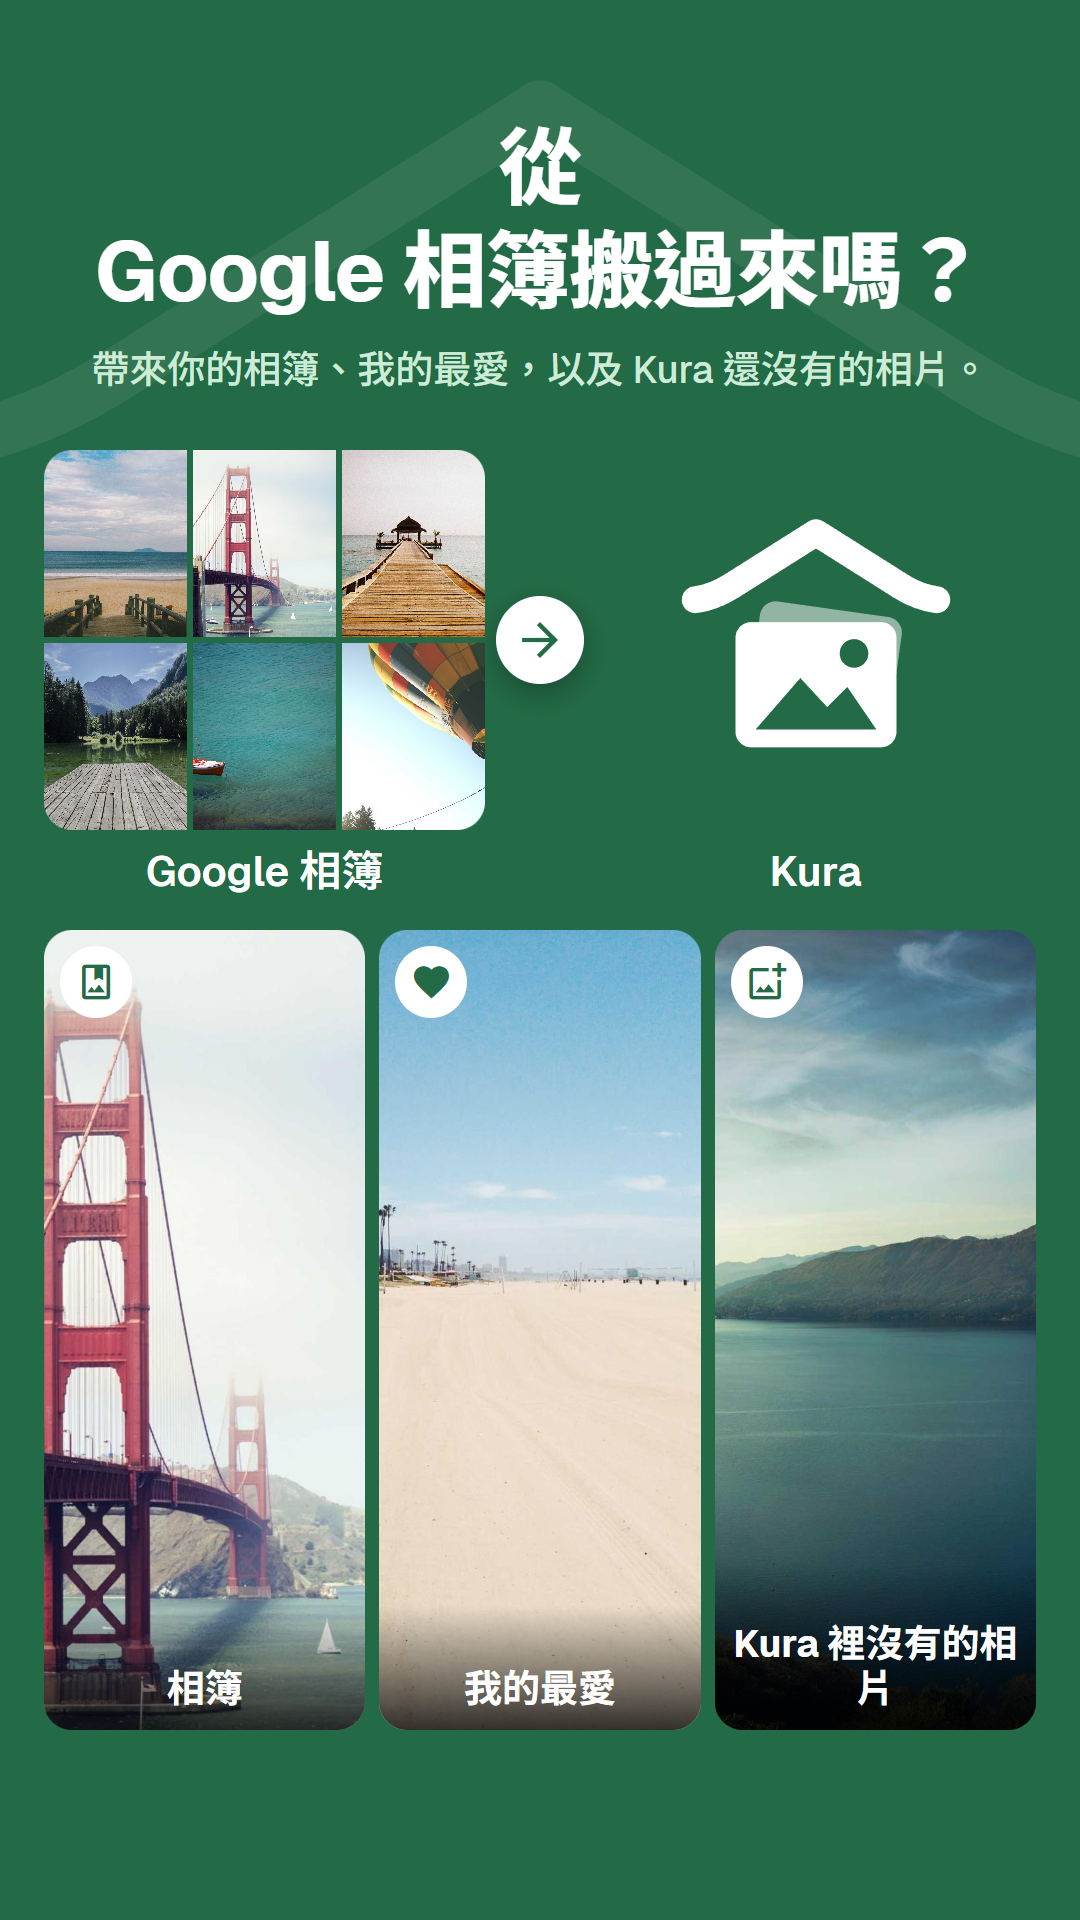 從
Google 相簿搬過來嗎？
帶來你的相簿、我的最愛，以及 Kura 還沒有的相片。
Google 相簿
Kura
相簿
我的最愛
Kura 裡沒有的相
片